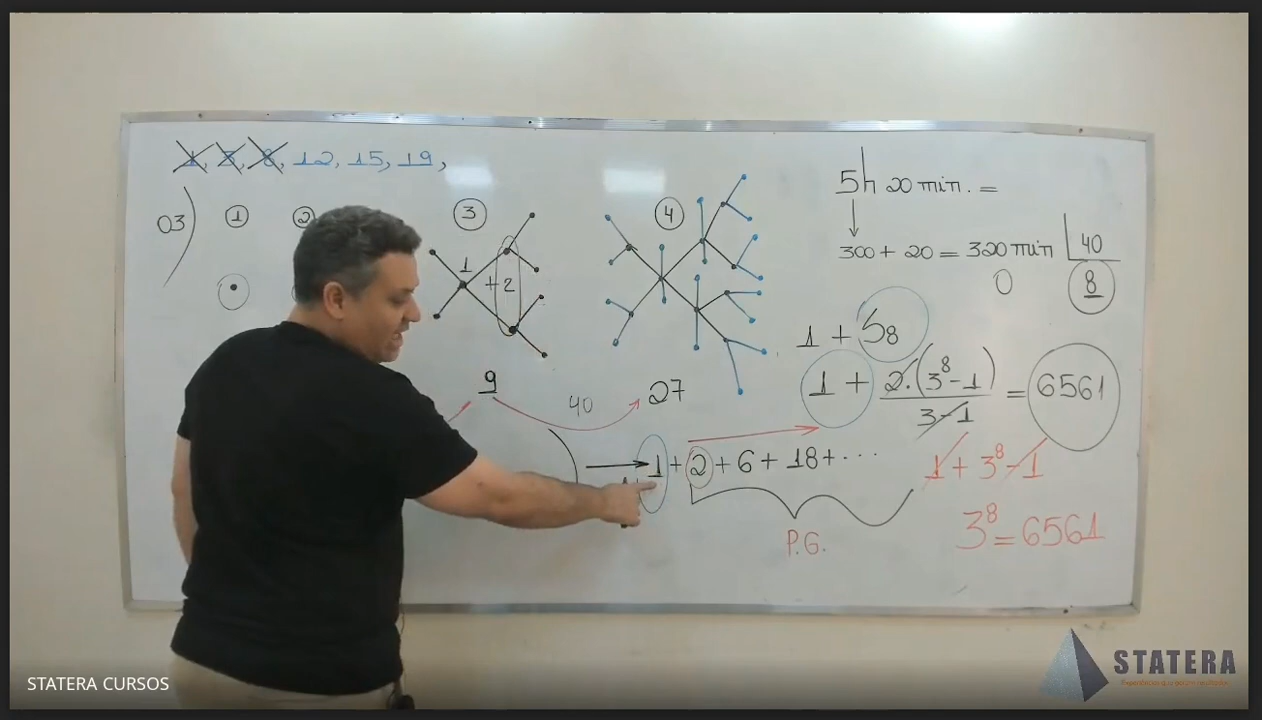 1, 3, 8, 12, 15, 19,
03) 1 2 3 4
1
+2
9 40 27
5h 20 min. =
300 + 20 = 320 min 40
0 8
1 + S8
1 + 2.(3^8-1) / 3-1 = 6561
1 + 2 + 6 + 18 + ...
P.G.
1 + 3^8 - 1
3^8 = 6561
STATERA CURSOS
STATERA